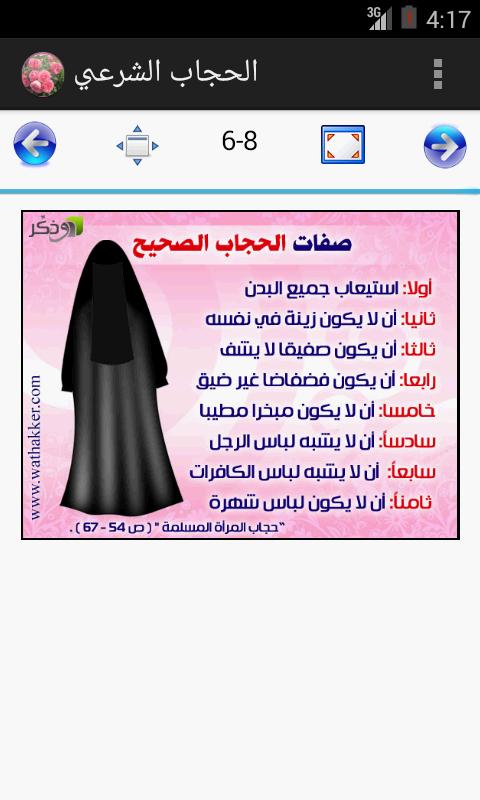 3G 4:17
الحجاب الشرعي
6-8
وذكّر
صفات الحجاب الصحيح
أولا: استيعاب جميع البدن
ثانيا: أن لا يكون زينة في نفسه
ثالثا: أن يكون صفيقا لا يشف
رابعا: أن يكون فضفاضا غير ضيق
خامسا: أن لا يكون مبخرا مطيبا
سادساً: أن لا يشبه لباس الرجل
سابعاً: أن لا يشبه لباس الكافرات
ثامناً: أن لا يكون لباس شهرة
"حجاب المرأة المسلمة" ( ص 54 - 67 ) .
www.wathakker.com